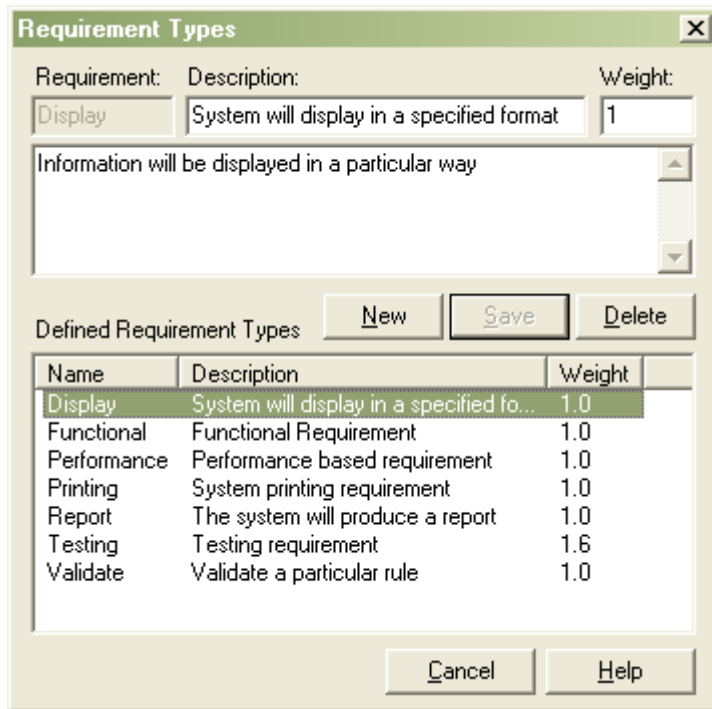 Requirement Types
Requirement: Description: Weight:
Display System will display in a specified format 1
Information will be displayed in a particular way
Defined Requirement Types New Save Delete
Name Description Weight
Display System will display in a specified fo... 1.0
Functional Functional Requirement 1.0
Performance Performance based requirement 1.0
Printing System printing requirement 1.0
Report The system will produce a report 1.0
Testing Testing requirement 1.6
Validate Validate a particular rule 1.0
Cancel Help